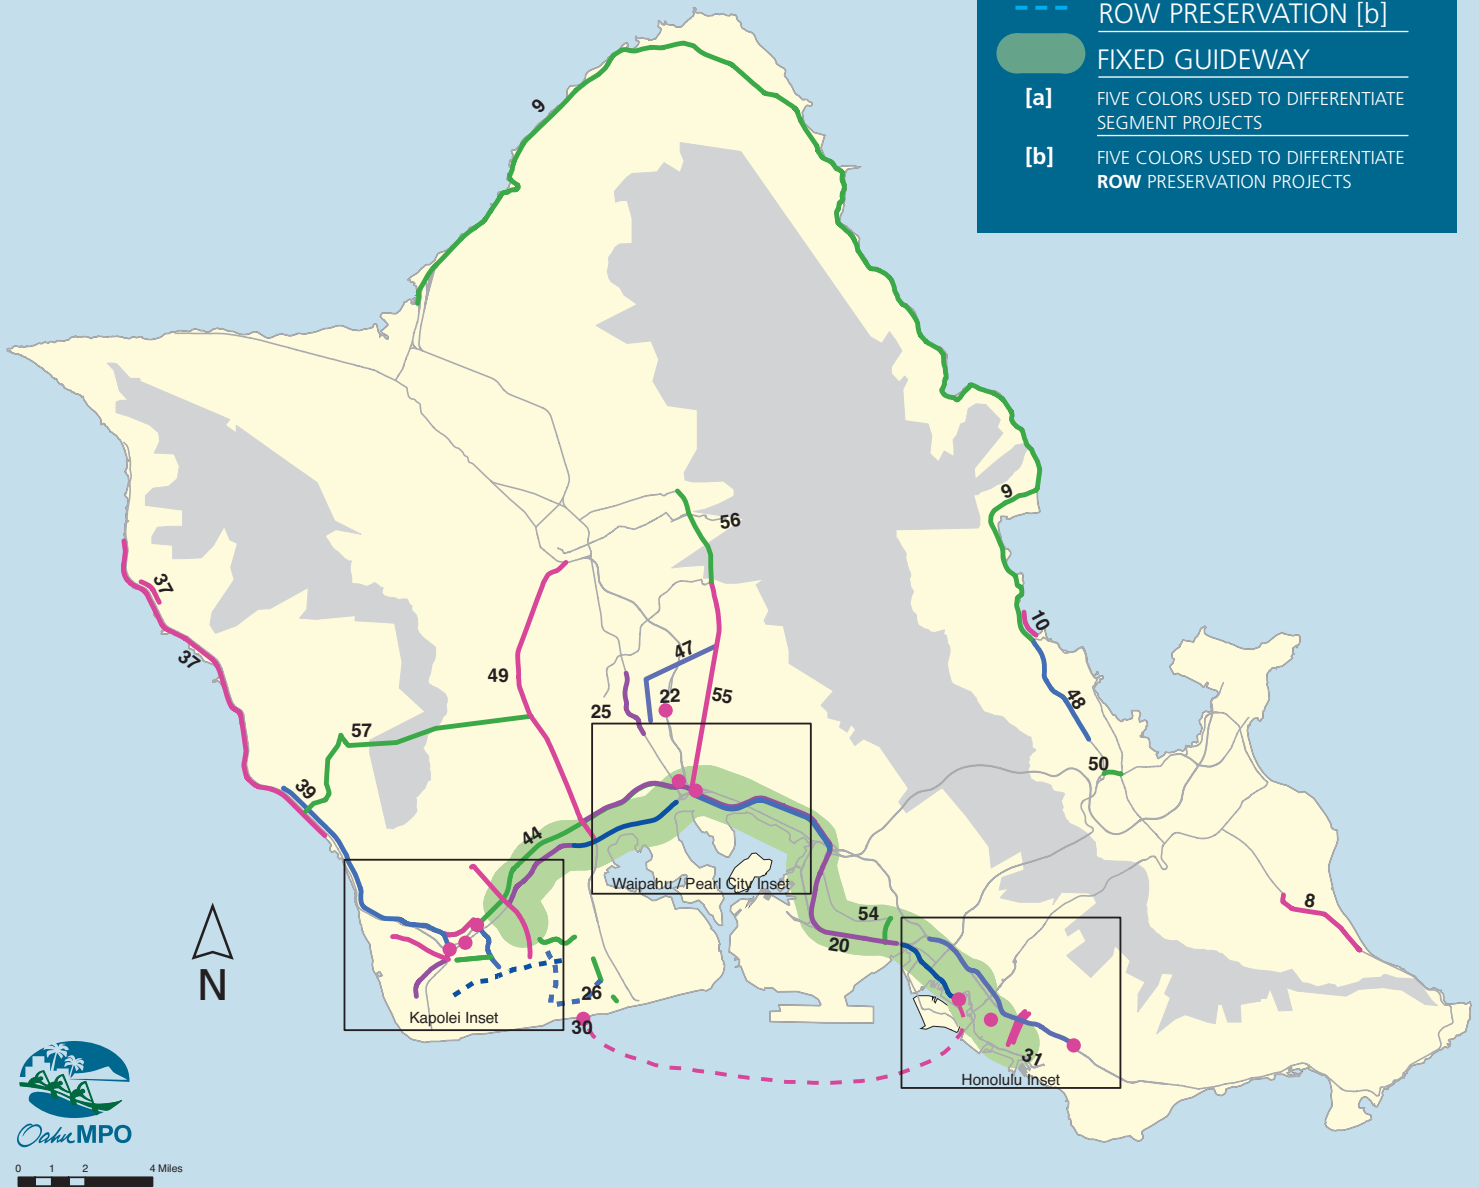 ROW PRESERVATION [b]
FIXED GUIDEWAY
[a] FIVE COLORS USED TO DIFFERENTIATE
SEGMENT PROJECTS
[b] FIVE COLORS USED TO DIFFERENTIATE
ROW PRESERVATION PROJECTS
9
9
56
37
10
37
47
49
22
55
48
25
57
50
39
44
Waipahu / Pearl City Inset
8
54
20
26
Kapolei Inset
30
31
Honolulu Inset
N
Oahu MPO
0 1 2 4 Miles